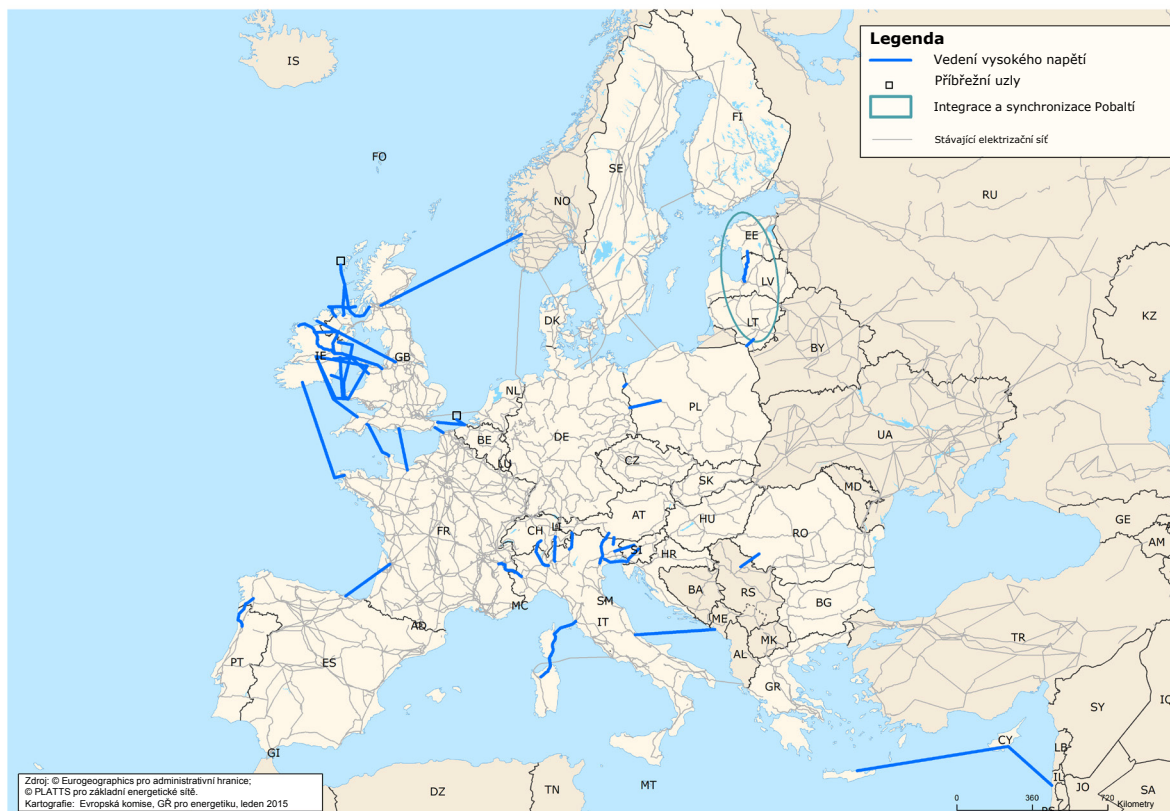 Legenda
Vedení vysokého napětí
Příbřežní uzly
Integrace a synchronizace Pobaltí
Stávající elektrizační síť
IS
FI
FO
SE
RU
NO
EE
LV
KZ
DK
LT
BY
IE
GB
NL
PL
BE
DE
UA
LU
CZ
SK
MD
AT
FR
CH
LI
HU
RO
GE
SI
HR
AM
BA
RS
MC
SM
IT
BG
ME
AD
MK
TR
PT
ES
AL
GR
SY
IQ
CY
LB
GI
IL
DZ
TN
MT
JO
SA
Zdroj: © Eurogeographics pro administrativní hranice;
© PLATTS pro základní energetické sítě.
Kartografie: Evropská komise, GŘ pro energetiku, leden 2015
0 360 720
Kilometry